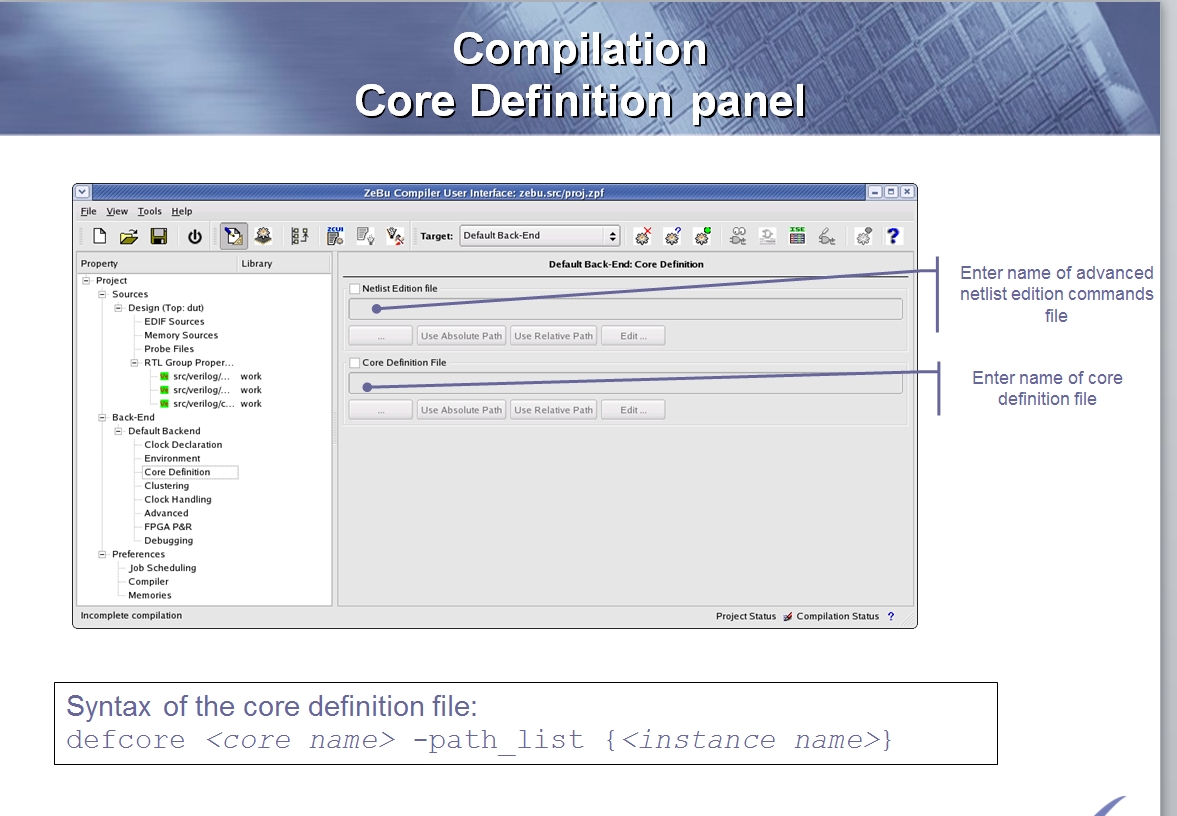 Compilation
Core Definition panel
ZeBu Compiler User Interface: zebu.src/proj.zpf
File View Tools Help
ZCUI
ISE
Target: Default Back-End
?
Property Library
Default Back-End: Core Definition
Project
Sources
Design (Top: dut)
EDIF Sources
Memory Sources
Probe Files
RTL Group Proper...
src/verilog/... work
src/verilog/... work
src/verilog/c... work
Back-End
Default Backend
Clock Declaration
Environment
Core Definition
Clustering
Clock Handling
Advanced
FPGA P&R
Debugging
Preferences
Job Scheduling
Compiler
Memories
Netlist Edition file
... Use Absolute Path Use Relative Path Edit ...
Core Definition File
... Use Absolute Path Use Relative Path Edit ...
Incomplete compilation
Project Status Compilation Status ?
Enter name of advanced
netlist edition commands
file
Enter name of core
definition file
Syntax of the core definition file:
defcore <core name> -path_list {<instance name>}